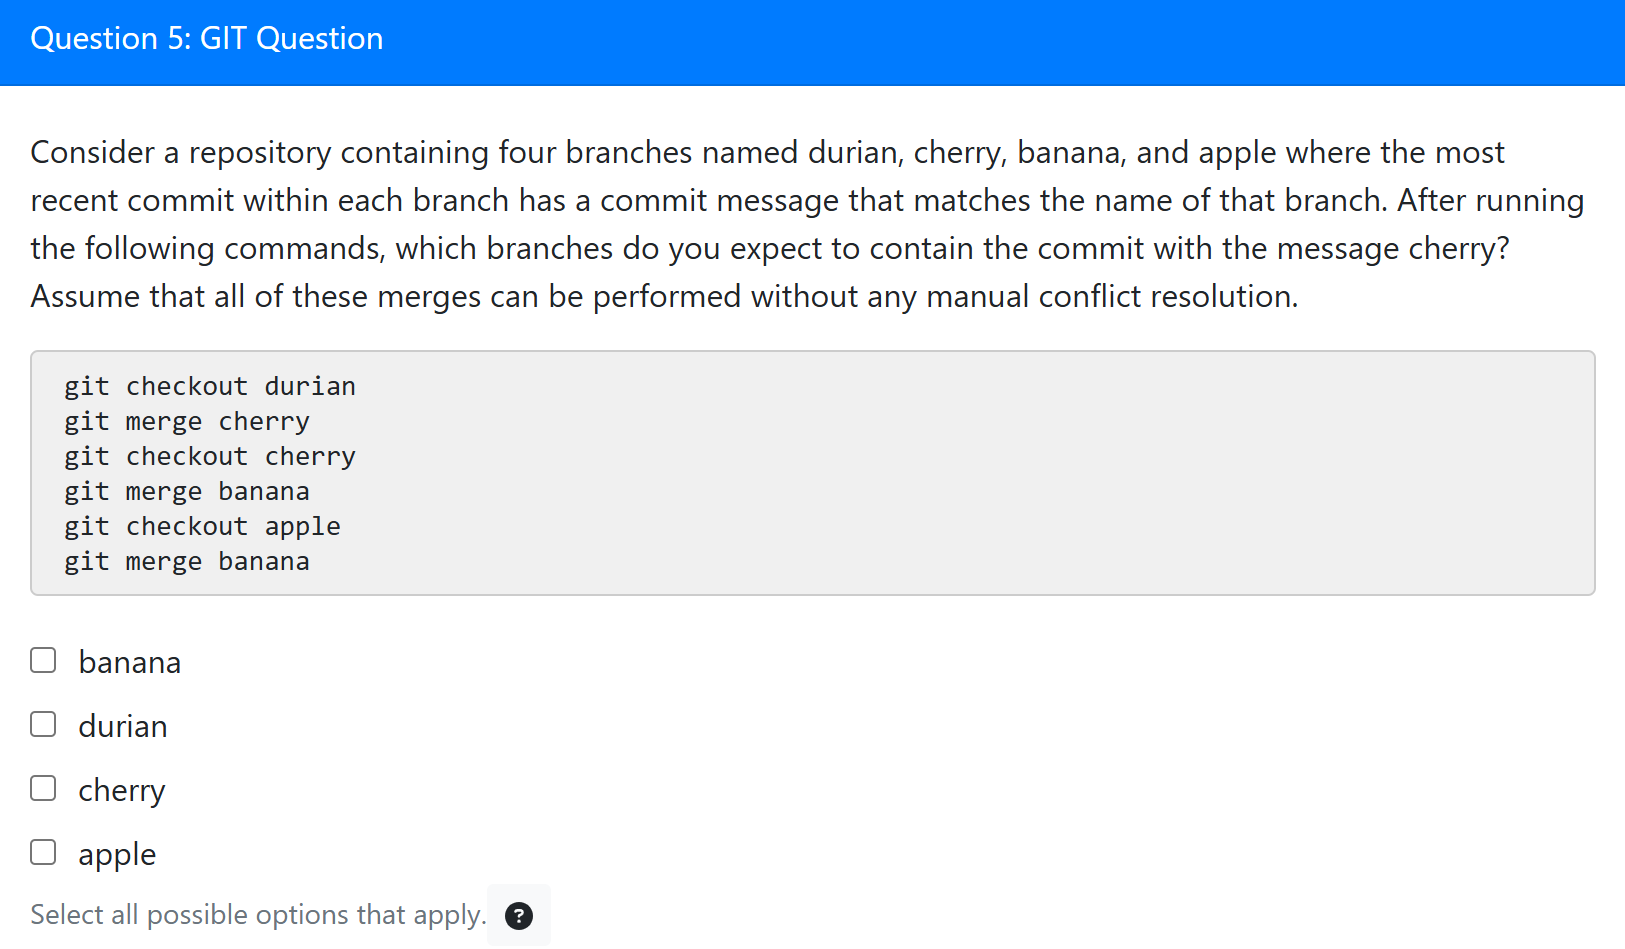 Question 5: GIT Question
Consider a repository containing four branches named durian, cherry, banana, and apple where the most
recent commit within each branch has a commit message that matches the name of that branch. After running
the following commands, which branches do you expect to contain the commit with the message cherry?
Assume that all of these merges can be performed without any manual conflict resolution.
git checkout durian
git merge cherry
git checkout cherry
git merge banana
git checkout apple
git merge banana
banana
durian
cherry
apple
Select all possible options that apply. ?